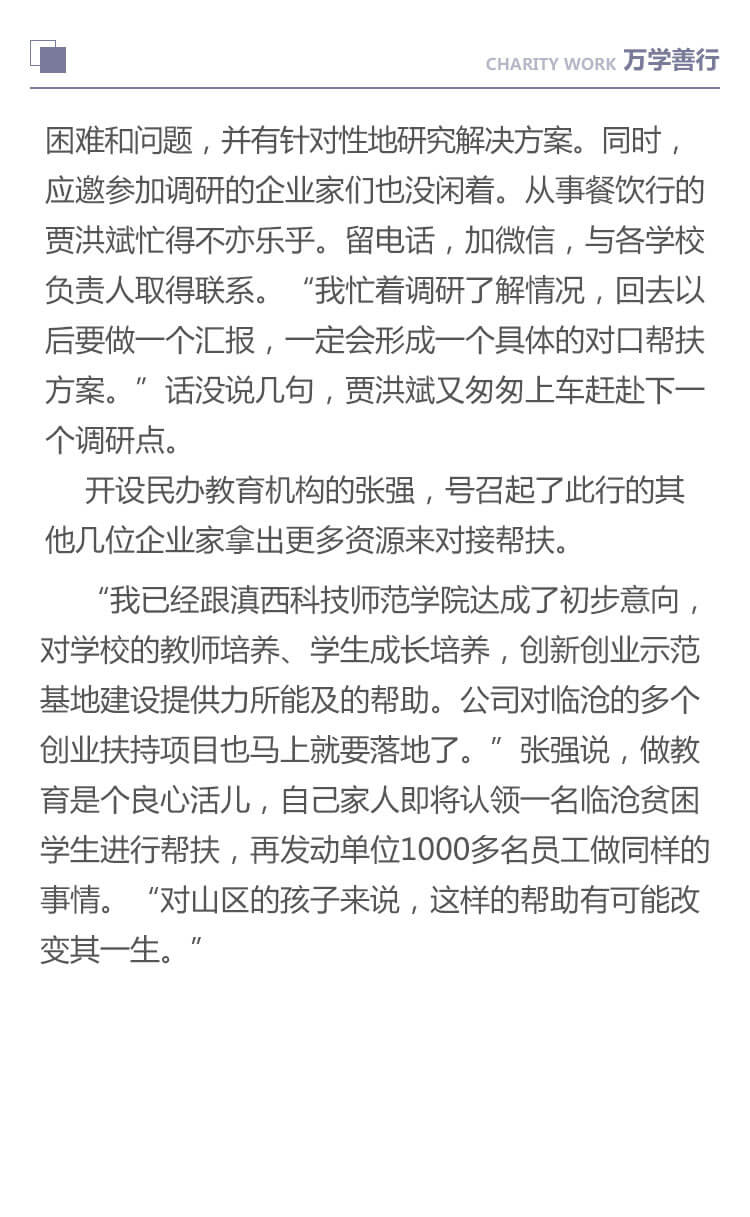 CHARITY WORK 万学善行
困难和问题，并有针对性地研究解决方案。同时，
应邀参加调研的企业家们也没闲着。从事餐饮行的
贾洪斌忙得不亦乐乎。留电话，加微信，与各学校
负责人取得联系。“我忙着调研了解情况，回去以
后要做一个汇报，一定会形成一个具体的对口帮扶
方案。”话没说几句，贾洪斌又匆匆上车赶赴下一
个调研点。
开设民办教育机构的张强，号召起了此行的其
他几位企业家拿出更多资源来对接帮扶。
“我已经跟滇西科技师范学院达成了初步意向，
对学校的教师培养、学生成长培养，创新创业示范
基地建设提供力所能及的帮助。公司对临沧的多个
创业扶持项目也马上就要落地了。”张强说，做教
育是个良心活儿，自己家人即将认领一名临沧贫困
学生进行帮扶，再发动单位1000多名员工做同样的
事情。“对山区的孩子来说，这样的帮助有可能改
变其一生。”